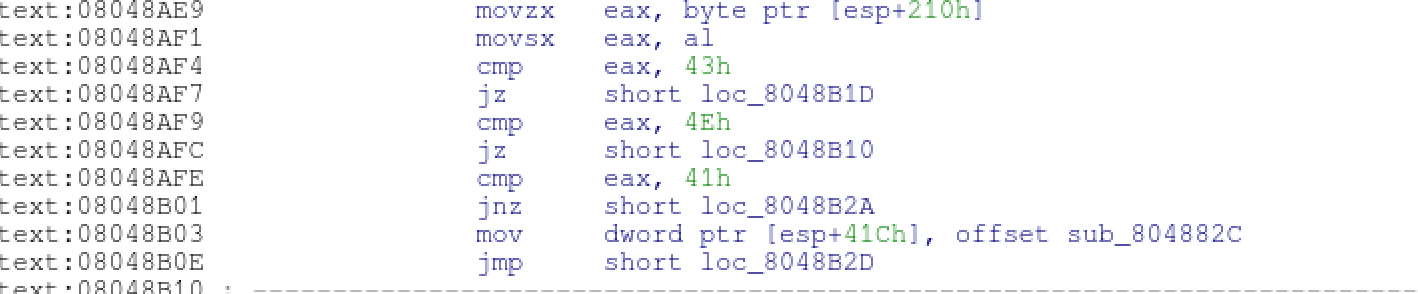 text:08048AE9 movzx eax, byte ptr [esp+210h]
text:08048AF1 movsx eax, al
text:08048AF4 cmp eax, 43h
text:08048AF7 jz short loc_8048B1D
text:08048AF9 cmp eax, 4Eh
text:08048AFC jz short loc_8048B10
text:08048AFE cmp eax, 41h
text:08048B01 jnz short loc_8048B2A
text:08048B03 mov dword ptr [esp+41Ch], offset sub_804882C
text:08048B0E jmp short loc_8048B2D
text:08048B10 ; ---------------------------------------------------------------------------